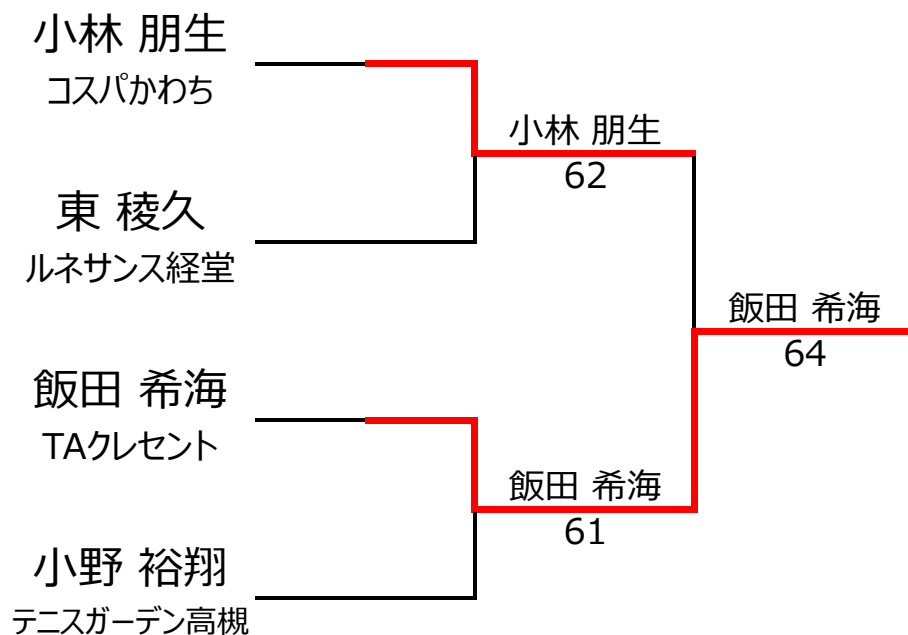 小林 朋生
コスパかわち
小林 朋生
62
東 稜久
ルネサンス経堂
飯田 希海
64
飯田 希海
TAクレセント
飯田 希海
61
小野 裕翔
テニスガーデン高槻